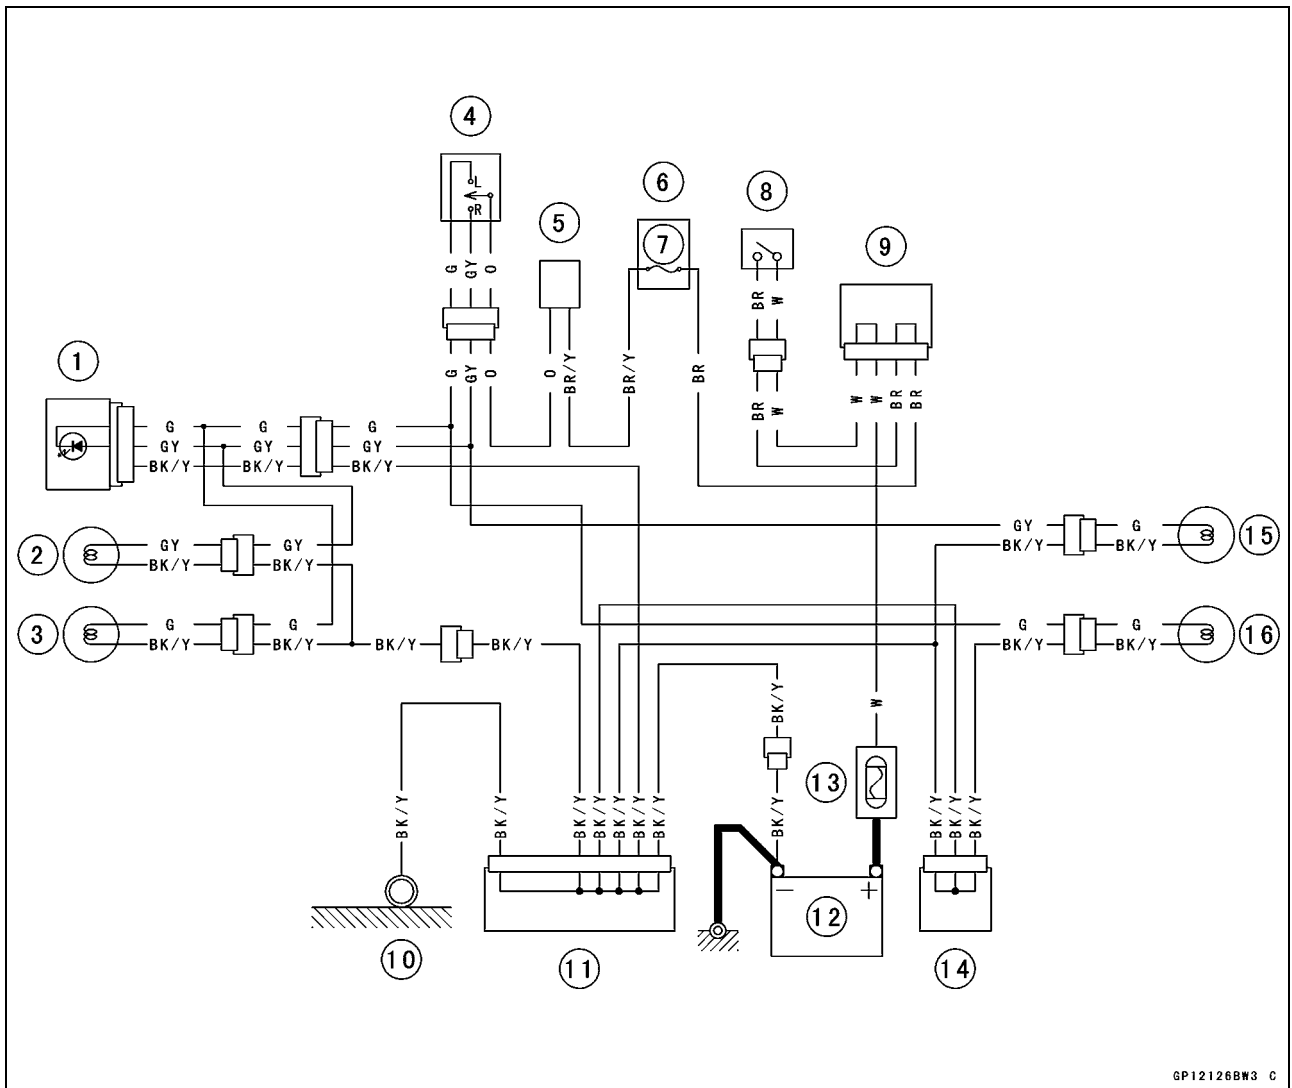 4
6
8
L
R
5
7
9
G GY O
BR W
1
G GY O
O BR/Y
BR/Y
BR
BR W
W W BR BR
G G G
GY GY GY
BK/Y BK/Y BK/Y
2
GY GY
BK/Y BK/Y
GY G
BK/Y BK/Y
15
3
G G
BK/Y BK/Y BK/Y BK/Y
G G
BK/Y BK/Y
16
BK/Y
W
13
BK/Y
BK/Y BK/Y BK/Y BK/Y BK/Y BK/Y
BK/Y
BK/Y BK/Y BK/Y
− +
12
10
11
14
GP12126BW3 C